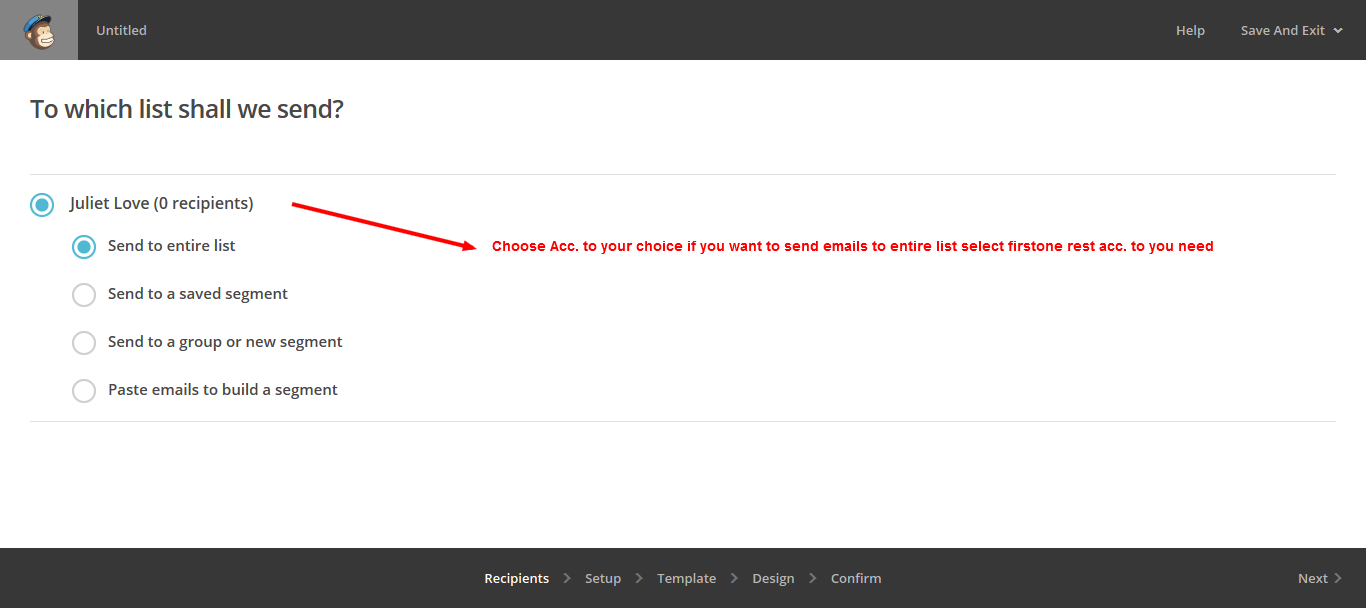 Untitled
Help
Save And Exit
To which list shall we send?
Juliet Love (0 recipients)
Send to entire list
Choose Acc. to your choice if you want to send emails to entire list select firstone rest acc. to you need
Send to a saved segment
Send to a group or new segment
Paste emails to build a segment
Recipients
Setup
Template
Design
Confirm
Next